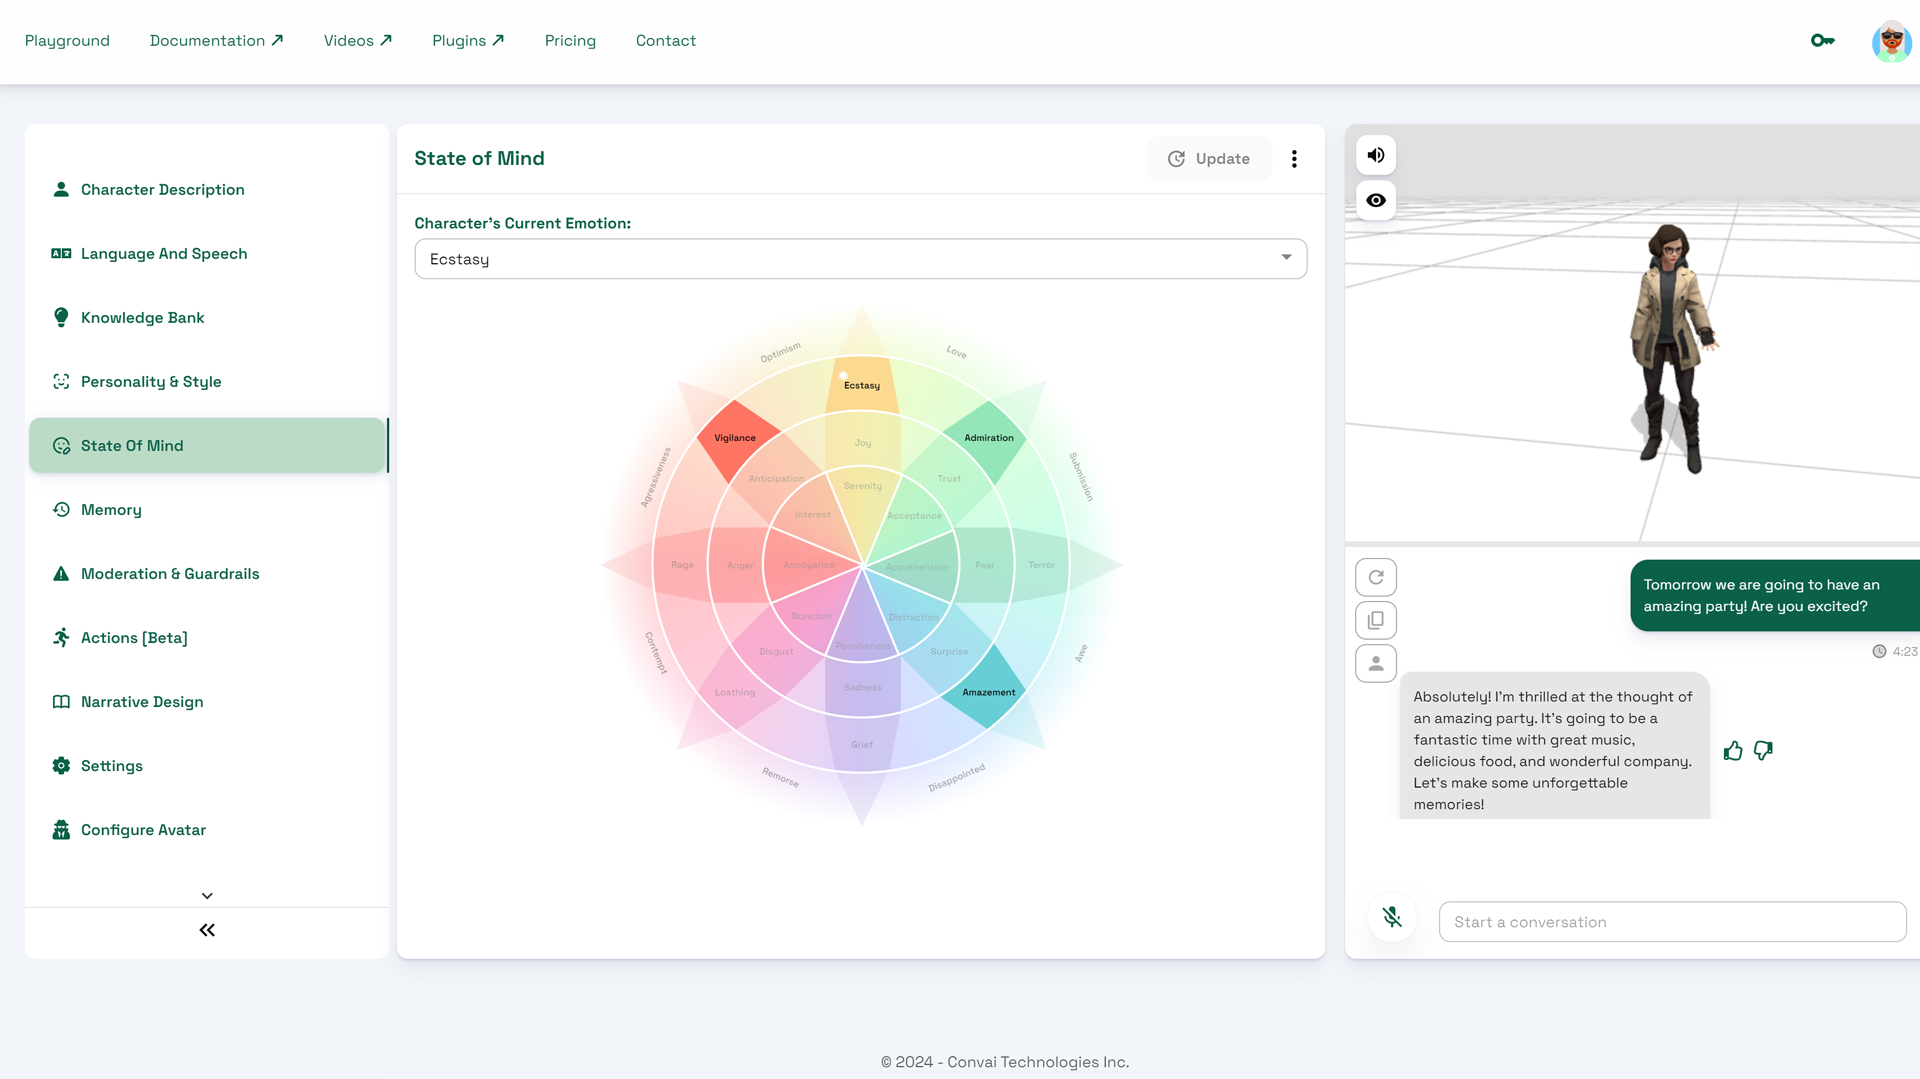 Playground
Documentation
Videos
Plugins
Pricing
Contact
Character Description
Language And Speech
Knowledge Bank
Personality & Style
State Of Mind
Memory
Moderation & Guardrails
Actions [Beta]
Narrative Design
Settings
Configure Avatar
State of Mind
Update
Character's Current Emotion:
Ecstasy
Optimism
Love
Ecstasy
Vigilance
Admiration
Joy
Agressiveness
Submission
Anticipation
Trust
Serenity
Interest
Acceptance
Rage
Anger
Annoyance
Apprehension
Fear
Terror
Boredom
Distraction
Contempt
Pensiveness
Awe
Disgust
Surprise
Loathing
Sadness
Amazement
Grief
Remorse
Disappointed
Tomorrow we are going to have an
amazing party! Are you excited?
4:23
Absolutely! I'm thrilled at the thought of
an amazing party. It's going to be a
fantastic time with great music,
delicious food, and wonderful company.
Let's make some unforgettable
memories!
Start a conversation
© 2024 - Convai Technologies Inc.